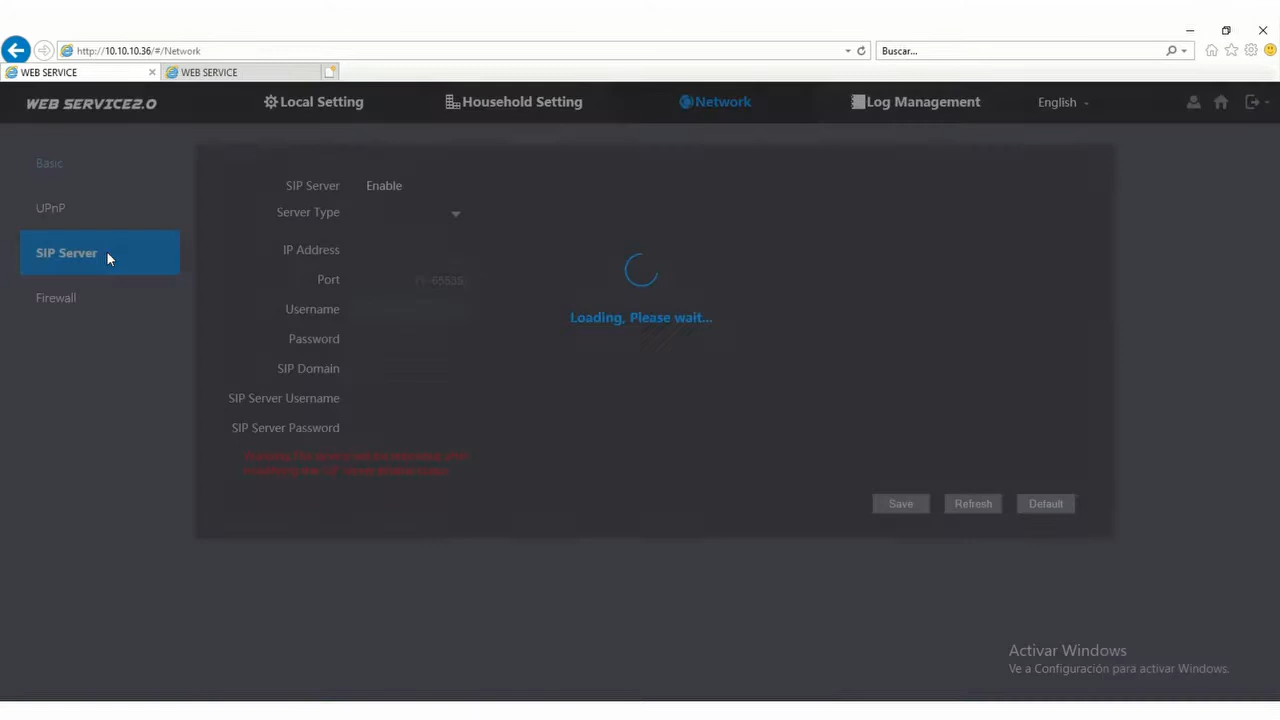 http://10.10.10.36/#/Network
Buscar...
WEB SERVICE
WEB SERVICE
WEB SERVICE2.0
Local Setting
Household Setting
Network
Log Management
English
Basic
UPnP
SIP Server
Firewall
SIP Server
Enable
Server Type
IP Address
Port
Username
Password
SIP Domain
SIP Server Username
SIP Server Password
Loading, Please wait...
Save
Refresh
Default
Activar Windows
Ve a Configuración para activar Windows.